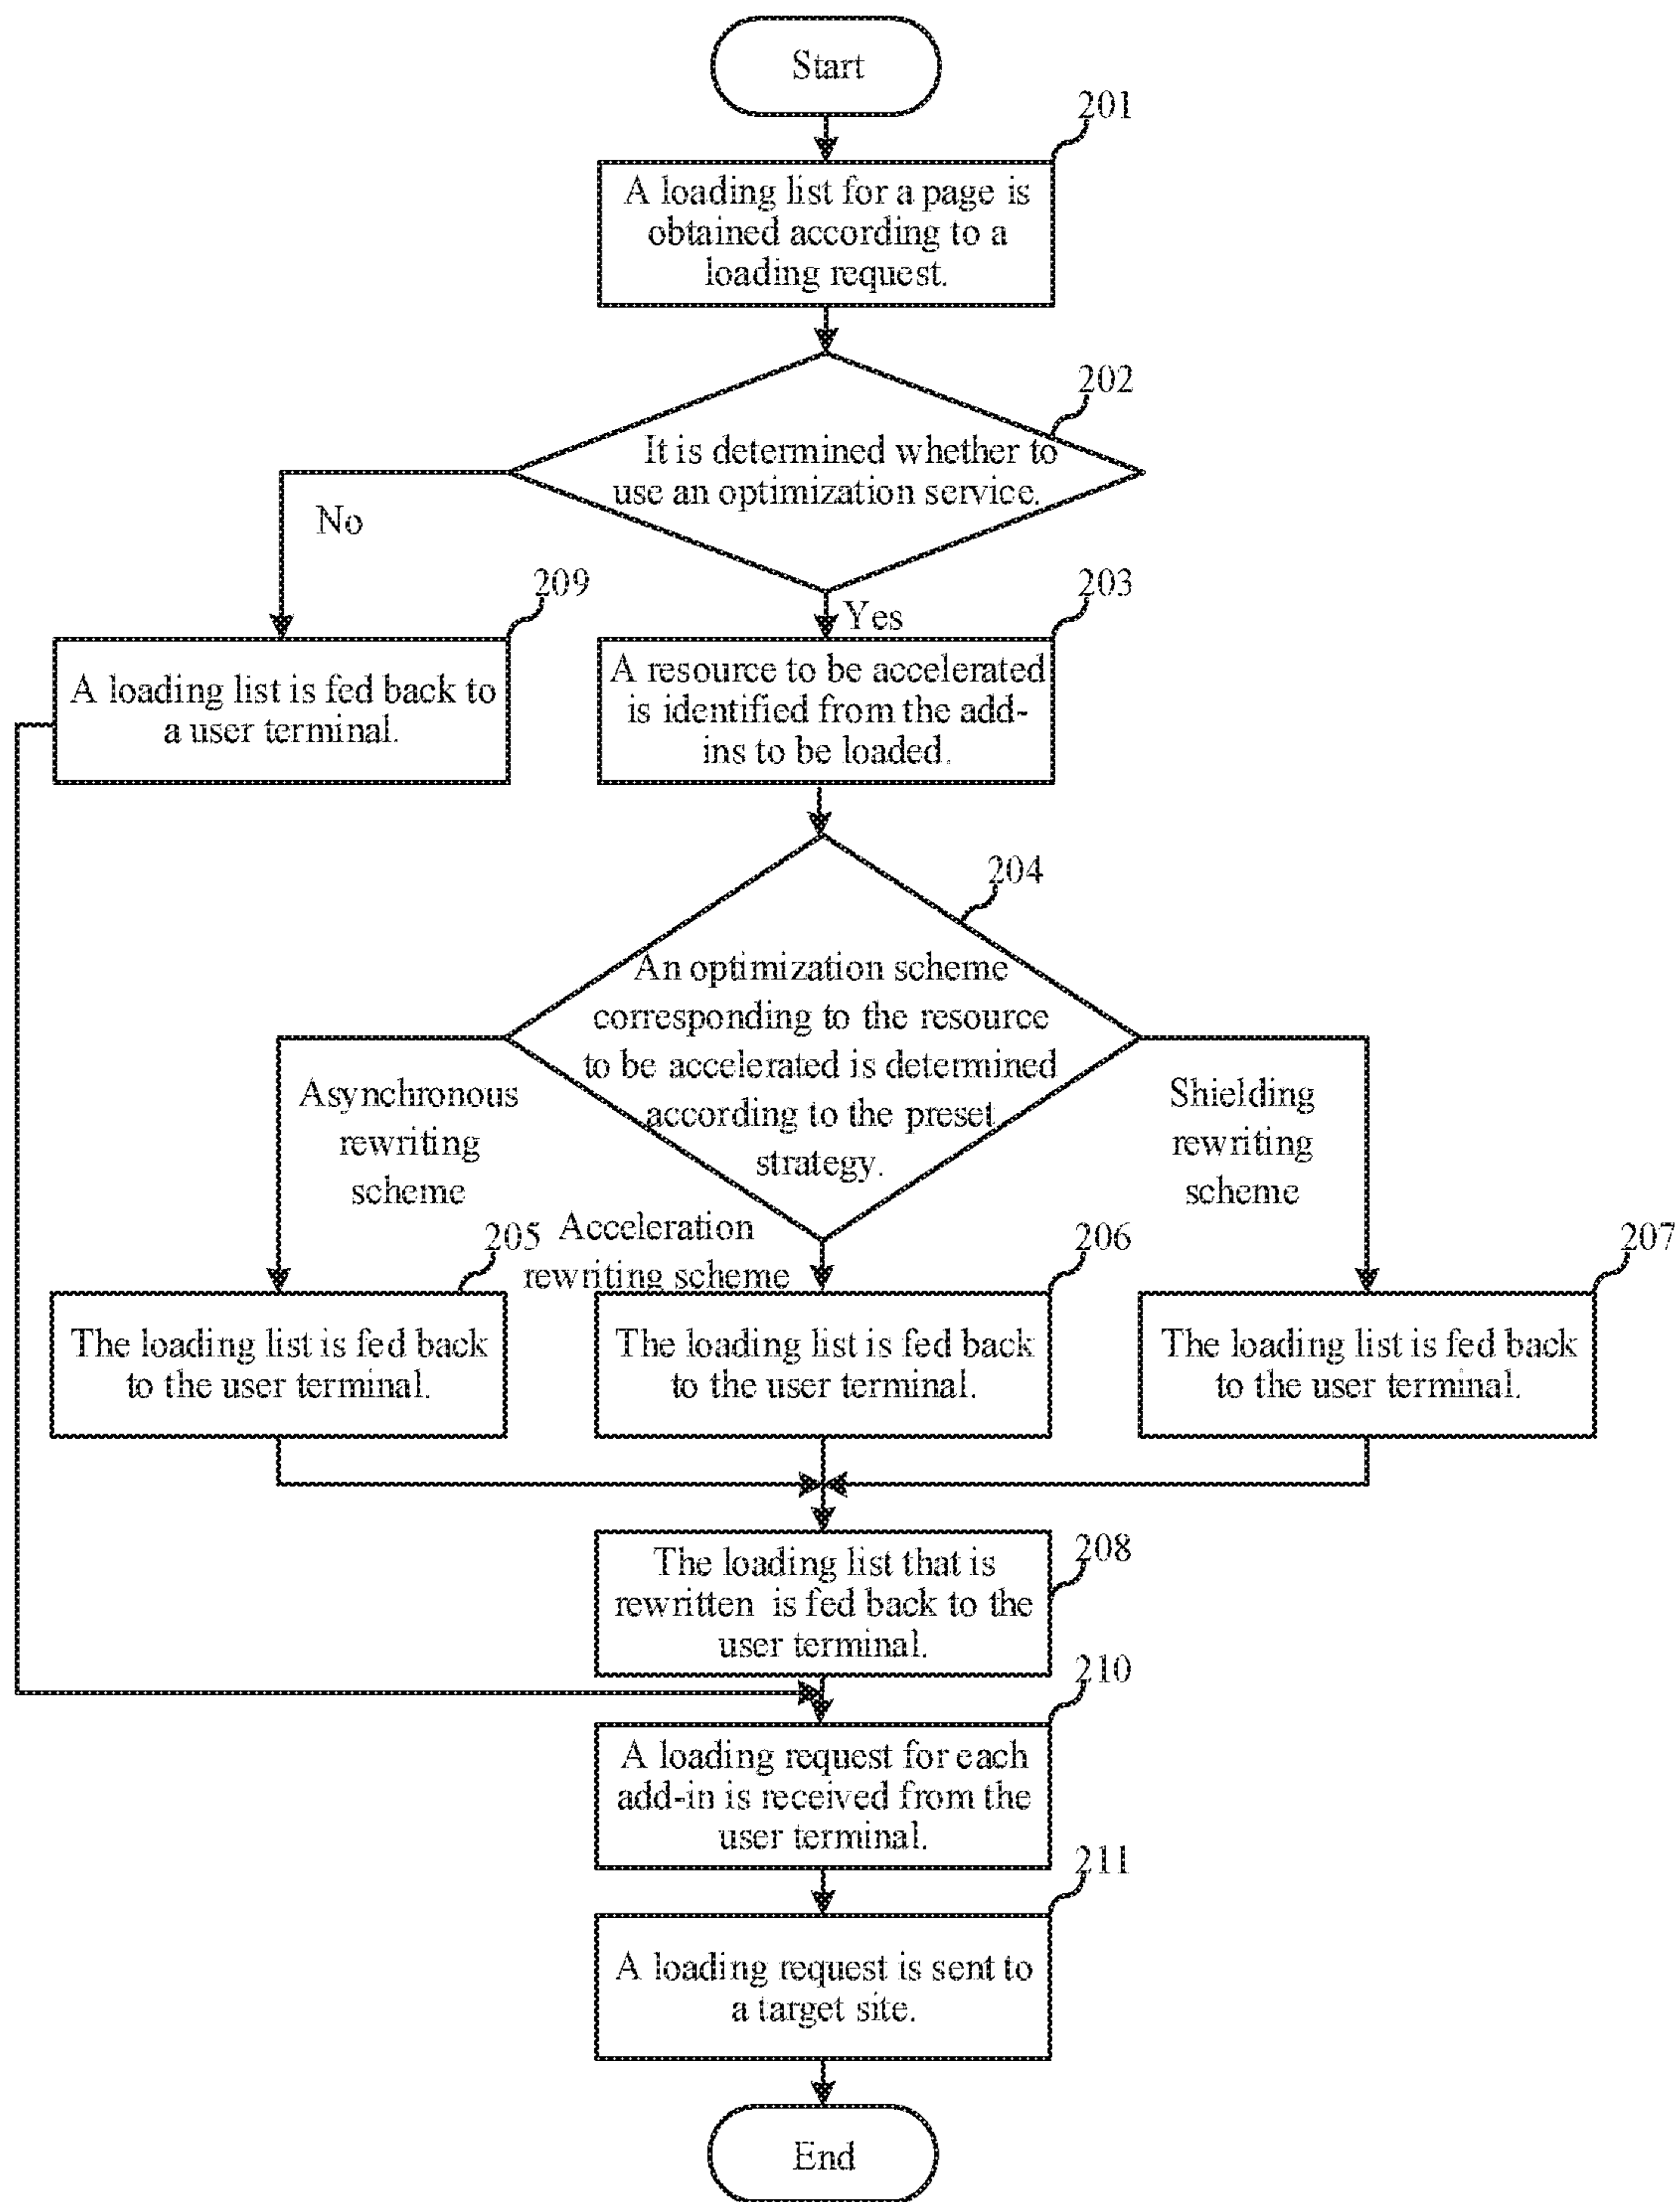 Start
201
A loading list for a page is
obtained according to a
loading request.
202
It is determined whether to
use an optimization service.
No
Yes
209
203
A loading list is fed back to
a user terminal.
A resource to be accelerated
is identified from the add-
ins to be loaded.
204
An optimization scheme
corresponding to the resource
to be accelerated is determined
according to the preset
strategy.
Asynchronous
rewriting
scheme
Acceleration
rewriting scheme
Shielding
rewriting
scheme
205
206
207
The loading list is fed back
to the user terminal.
The loading list is fed back
to the user terminal.
The loading list is fed back
to the user terminal.
208
The loading list that is
rewritten is fed back to the
user terminal.
210
A loading request for each
add-in is received from the
user terminal.
211
A loading request is sent to
a target site.
End